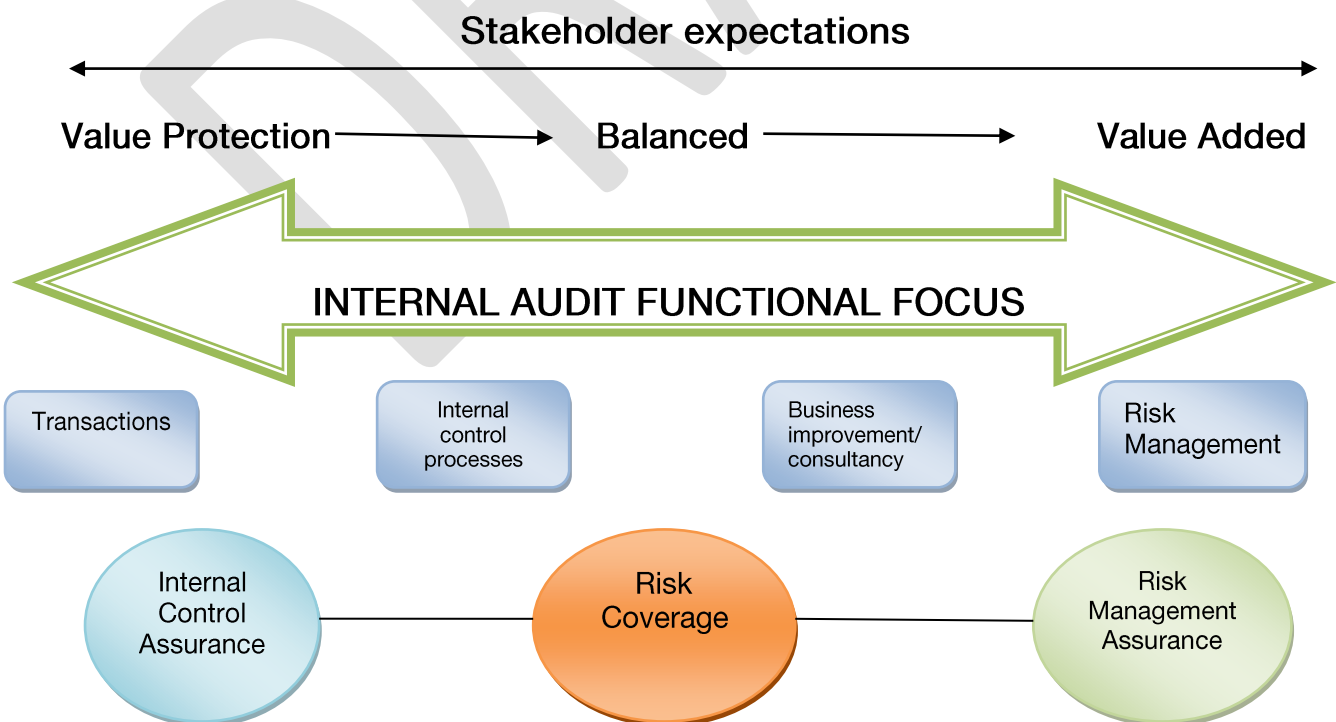 Stakeholder expectations
Value Protection
Balanced
Value Added
INTERNAL AUDIT FUNCTIONAL FOCUS
Transactions
Internal
control
processes
Business
improvement/
consultancy
Risk
Management
Internal
Control
Assurance
Risk
Coverage
Risk
Management
Assurance